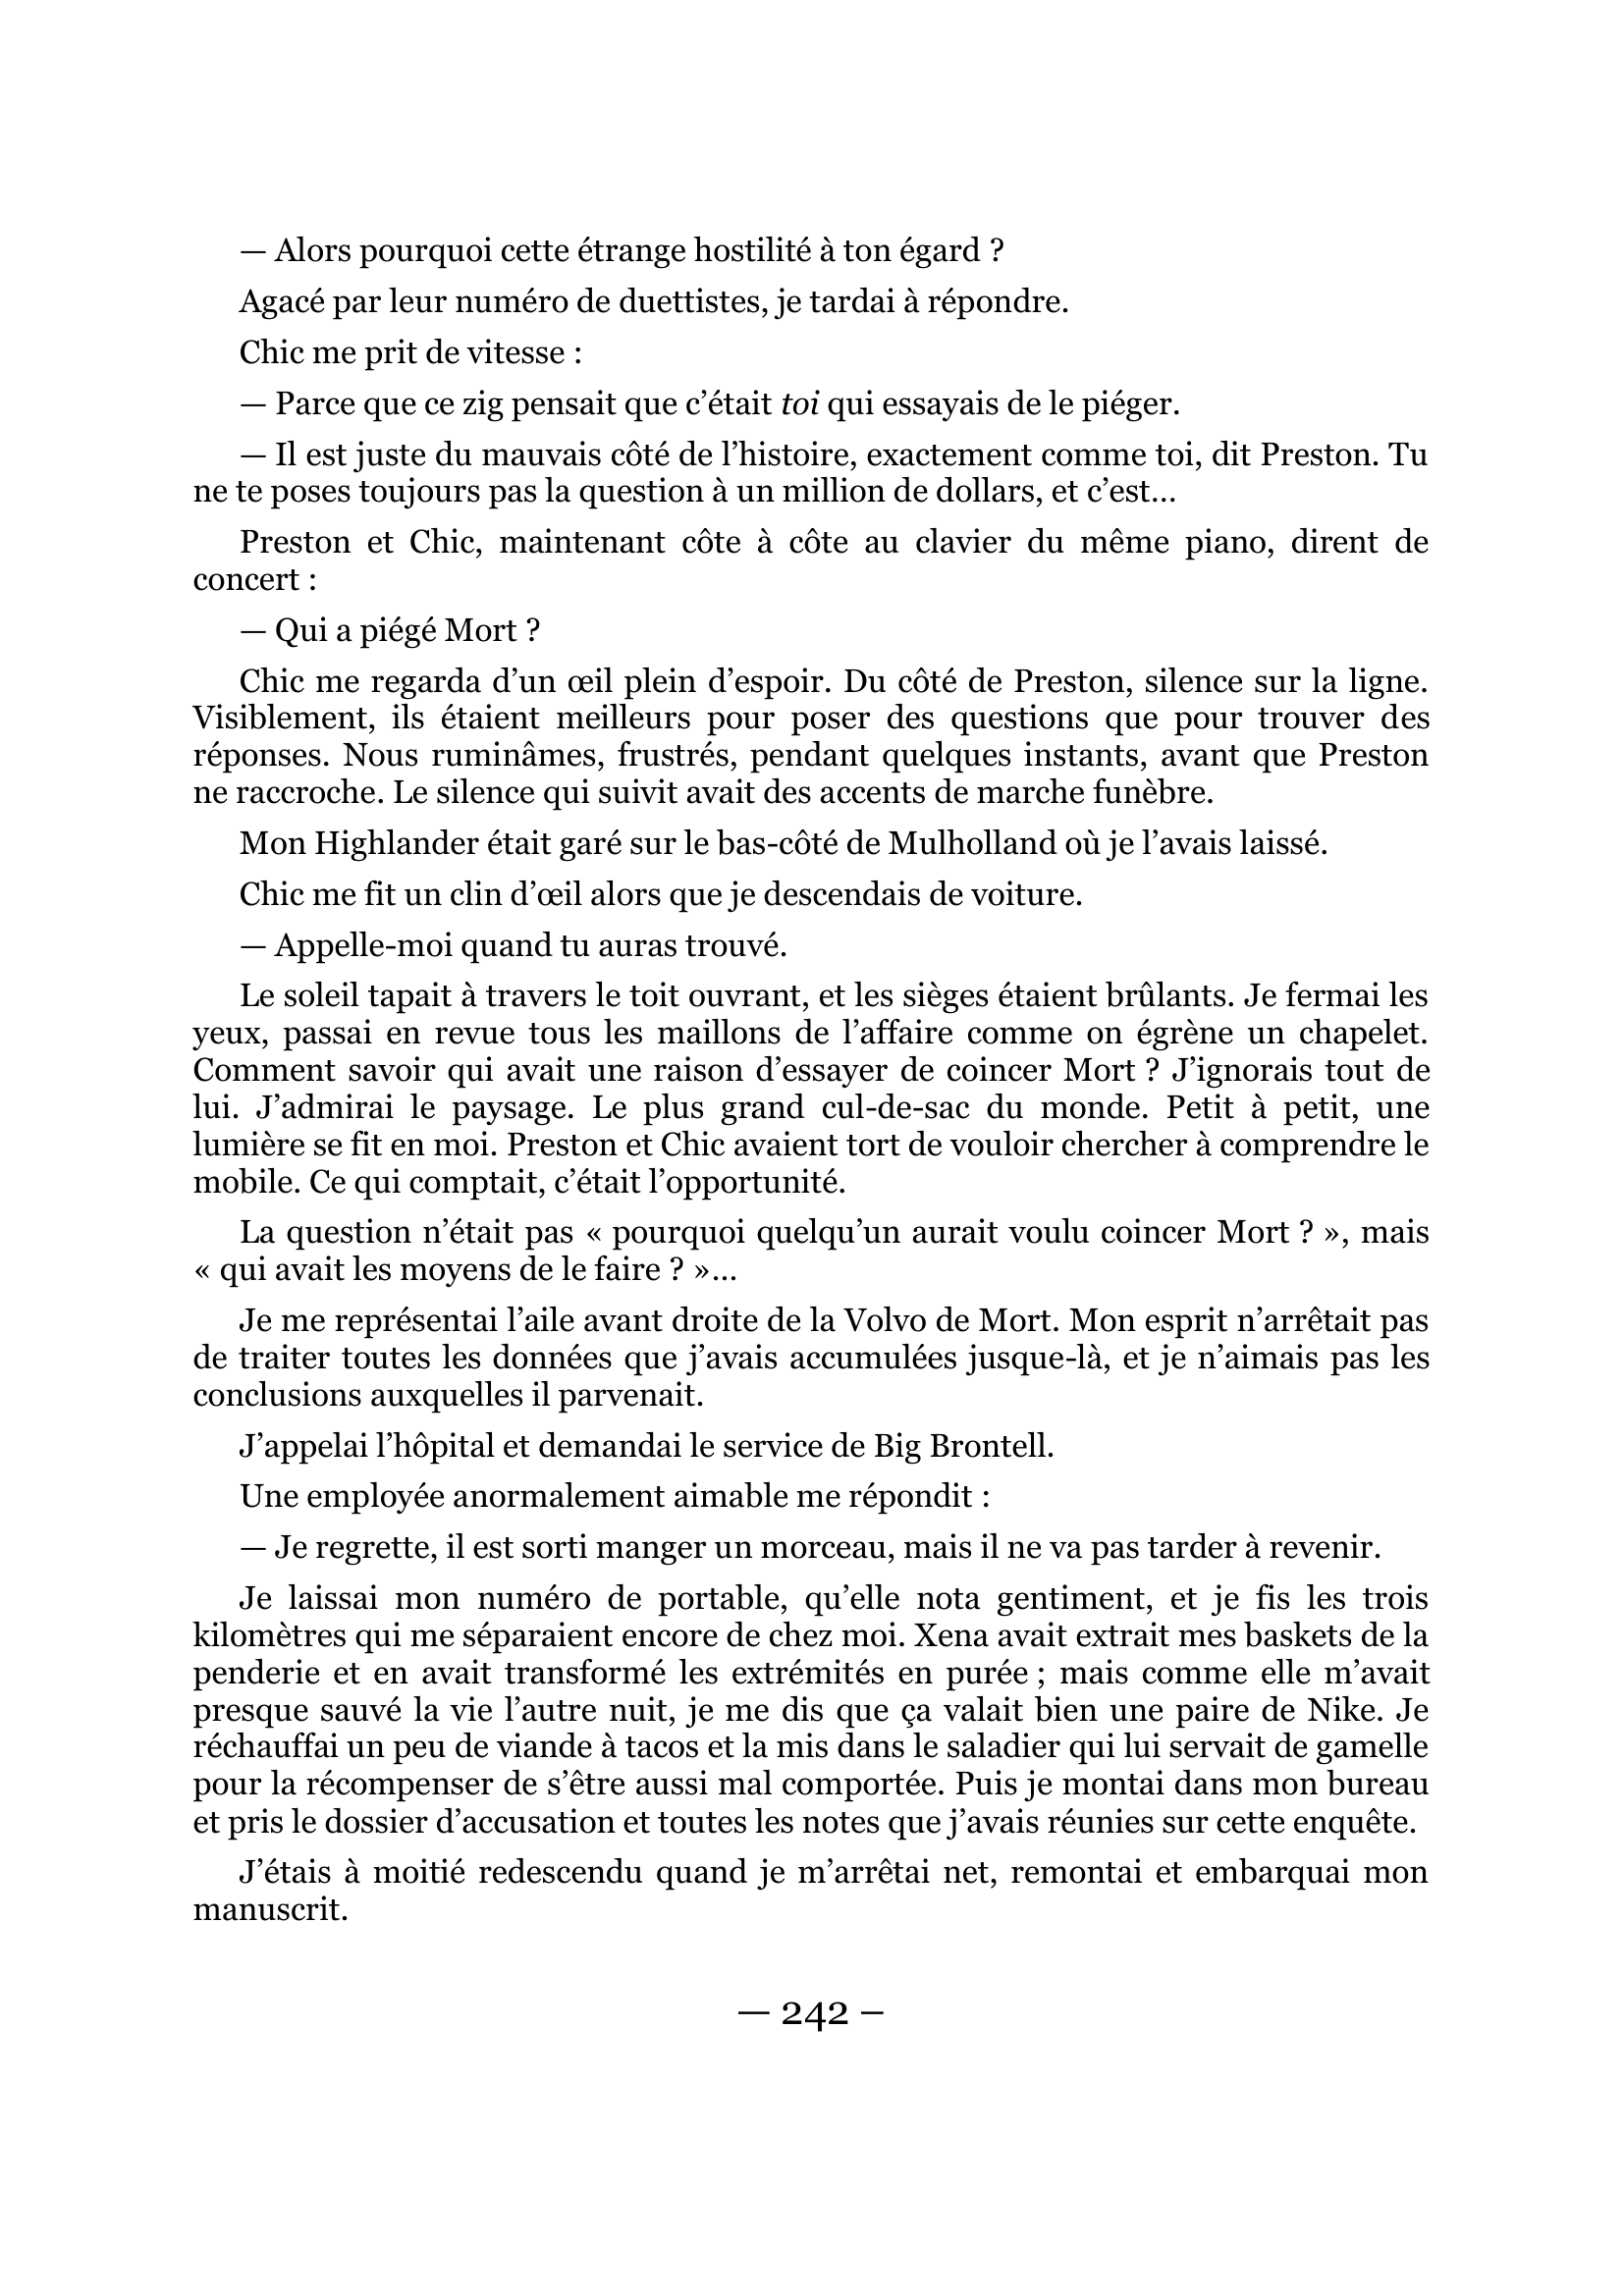 — Alors pourquoi cette étrange hostilité à ton égard ?
Agacé par leur numéro de duettistes, je tardai à répondre.
Chic me prit de vitesse :
— Parce que ce zig pensait que c’était toi qui essayais de le piéger.
— Il est juste du mauvais côté de l’histoire, exactement comme toi, dit Preston. Tu
ne te poses toujours pas la question à un million de dollars, et c’est…
Preston et Chic, maintenant côte à côte au clavier du même piano, dirent de
concert :
— Qui a piégé Mort ?
Chic me regarda d’un œil plein d’espoir. Du côté de Preston, silence sur la ligne.
Visiblement, ils étaient meilleurs pour poser des questions que pour trouver des
réponses. Nous ruminâmes, frustrés, pendant quelques instants, avant que Preston
ne raccroche. Le silence qui suivit avait des accents de marche funèbre.
Mon Highlander était garé sur le bas-côté de Mulholland où je l’avais laissé.
Chic me fit un clin d’œil alors que je descendais de voiture.
— Appelle-moi quand tu auras trouvé.
Le soleil tapait à travers le toit ouvrant, et les sièges étaient brûlants. Je fermai les
yeux, passai en revue tous les maillons de l’affaire comme on égrène un chapelet.
Comment savoir qui avait une raison d’essayer de coincer Mort ? J’ignorais tout de
lui. J’admirai le paysage. Le plus grand cul-de-sac du monde. Petit à petit, une
lumière se fit en moi. Preston et Chic avaient tort de vouloir chercher à comprendre le
mobile. Ce qui comptait, c’était l’opportunité.
La question n’était pas « pourquoi quelqu’un aurait voulu coincer Mort ? », mais
« qui avait les moyens de le faire ? »…
Je me représentai l’aile avant droite de la Volvo de Mort. Mon esprit n’arrêtait pas
de traiter toutes les données que j’avais accumulées jusque-là, et je n’aimais pas les
conclusions auxquelles il parvenait.
J’appelai l’hôpital et demandai le service de Big Brontell.
Une employée anormalement aimable me répondit :
— Je regrette, il est sorti manger un morceau, mais il ne va pas tarder à revenir.
Je laissai mon numéro de portable, qu’elle nota gentiment, et je fis les trois
kilomètres qui me séparaient encore de chez moi. Xena avait extrait mes baskets de la
penderie et en avait transformé les extrémités en purée ; mais comme elle m’avait
presque sauvé la vie l’autre nuit, je me dis que ça valait bien une paire de Nike. Je
réchauffai un peu de viande à tacos et la mis dans le saladier qui lui servait de gamelle
pour la récompenser de s’être aussi mal comportée. Puis je montai dans mon bureau
et pris le dossier d’accusation et toutes les notes que j’avais réunies sur cette enquête.
J’étais à moitié redescendu quand je m’arrêtai net, remontai et embarquai mon
manuscrit.
— 242 –